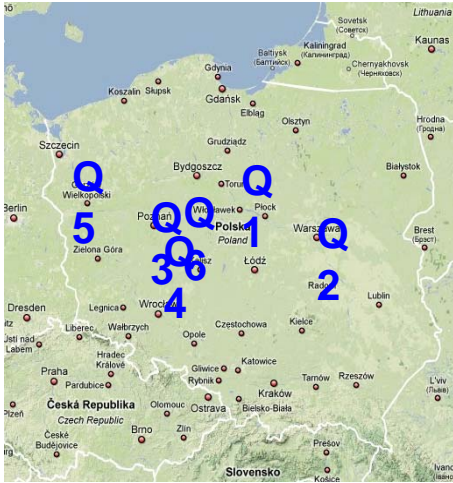 Lithuania
Sovetsk
(Советск)
Kaunas
Kaliningrad
(Калининград)
Baltiysk
(Балтийск)
Chernyakhovsk
(Черняховск)
Gdynia
Koszalin
Słupsk
Gdańsk
Elbląg
Olsztyn
Hrodna
(Гродна)
Szczecin
Grudziądz
Bydgoszcz
Białystok
Toruń
Q
Q
Wielkopolski
Berlin
Q
Q
Poznań
Włocławek
Płock
Polska
Poland
Warszawa
Q
Brest
(Брэст)
5
1
Zielona Góra
Q
3
6
Łódź
2
Radom
Lublin
4
Legnica
Wrocław
Dresden
Ústí nad
Labem
Liberec
Wałbrzych
Opole
Częstochowa
Kielce
Hradec
Králové
Gliwice
Katowice
Praha
Pardubice
Rybnik
Kraków
Tarnów
Rzeszów
L'viv
(Львів)
Plzeň
Česká Republika
Czech Republic
Olomouc
Ostrava
Bielsko-Biała
České
Budějovice
Brno
Zlín
Prešov
Slovensko
Košice